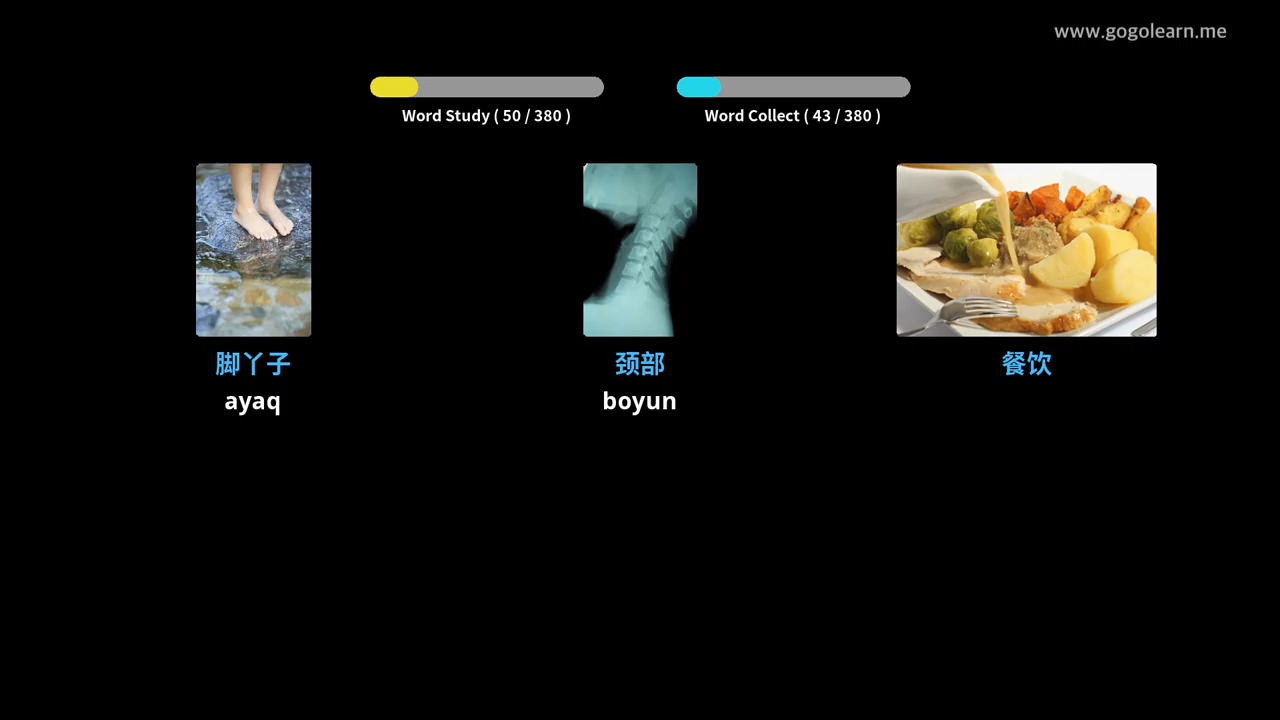 www.gogolearn.me
Word Study ( 50 / 380 )
Word Collect ( 43 / 380 )
脚丫子
颈部
餐饮
ayaq
boyun